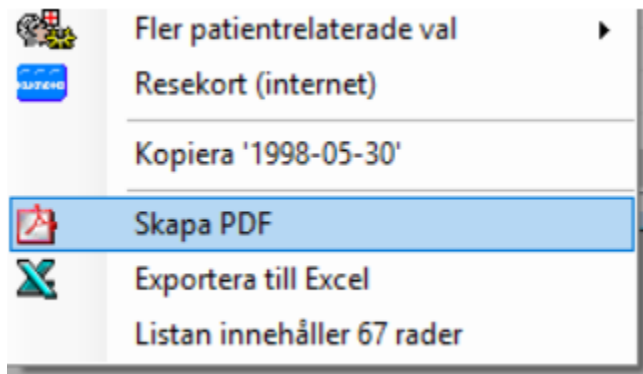 Fler patientrelaterade val
Resekort (internet)
Kopiera '1998-05-30'
Skapa PDF
Exportera till Excel
Listan innehåller 67 rader